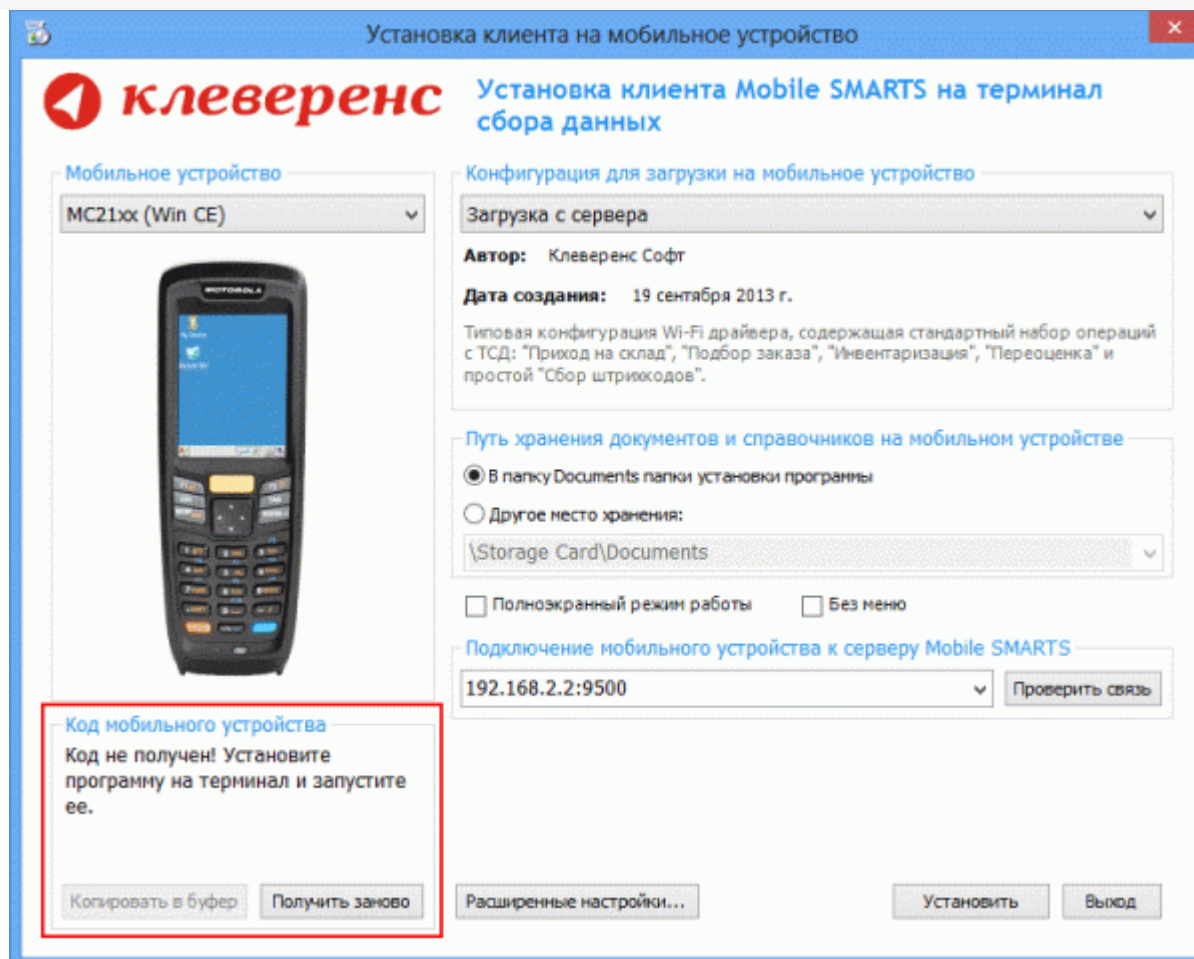 Установка клиента на мобильное устройство
клеверенс
Установка клиента Mobile SMARTS на терминал
сбора данных
Мобильное устройство
MC21xx (Win CE)
MOTOROLA
Код мобильного устройства
Код не получен! Установите
программу на терминал и запустите
ее.
Копировать в буфер
Получить заново
Конфигурация для загрузки на мобильное устройство
Загрузка с сервера
Автор: Клеверенс Софт
Дата создания: 19 сентября 2013 г.
Типовая конфигурация Wi-Fi драйвера, содержащая стандартный набор операций
с ТСД: "Приход на склад", "Подбор заказа", "Инвентаризация", "Переоценка" и
простой "Сбор штрихкодов".
Путь хранения документов и справочников на мобильном устройстве
В папку Documents папки установки программы
Другое место хранения:
\Storage Card\Documents
Полноэкранный режим работы
Без меню
Подключение мобильного устройства к серверу Mobile SMARTS
192.168.2.2:9500
Проверить связь
Расширенные настройки...
Установить
Выход